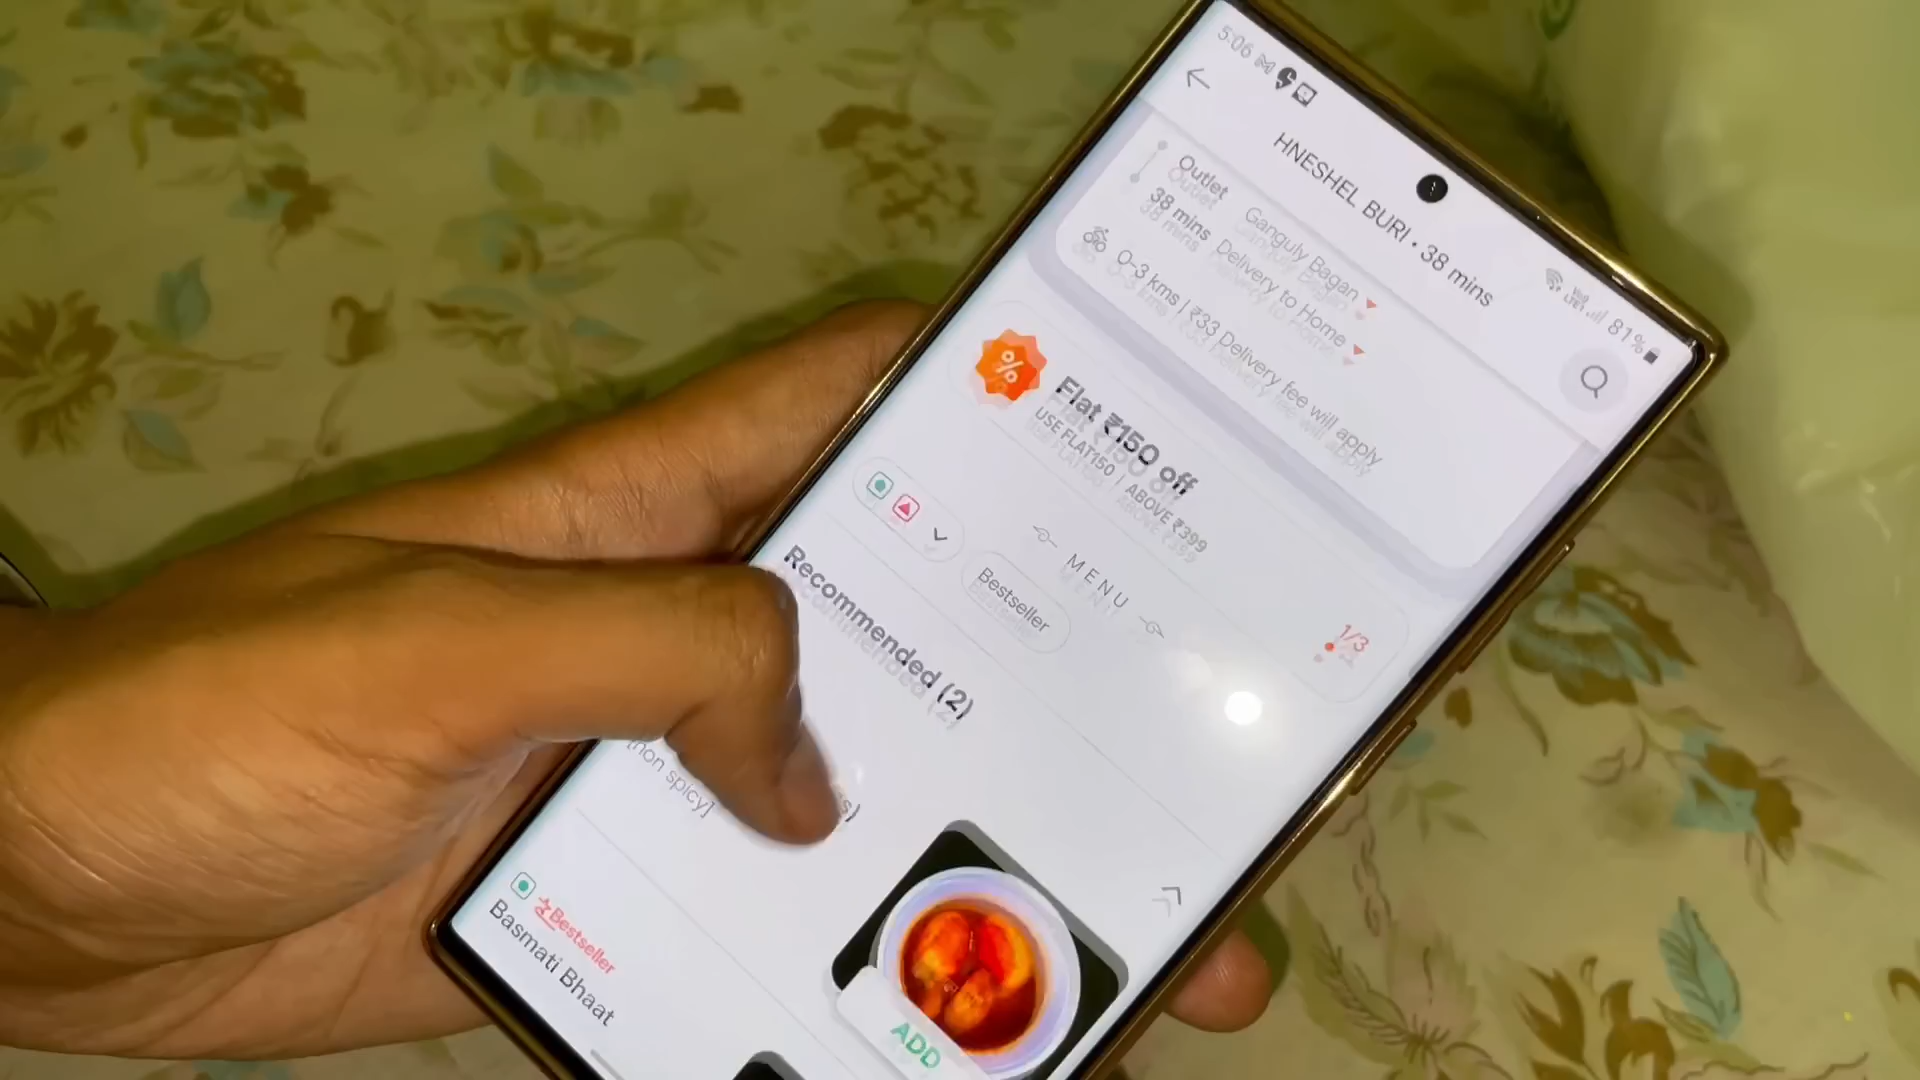 5:06
81%
HNESHEL BURI • 38 mins
Outlet Ganguly Bagan
38 mins Delivery to Home
0-3 kms | ₹33 Delivery fee will apply
%
Flat ₹150 off
USE FLAT150 | ABOVE ₹399
1/3
MENU
Bestseller
Recommended (2)
[non spicy]
ADD
Bestseller
Basmati Bhaat